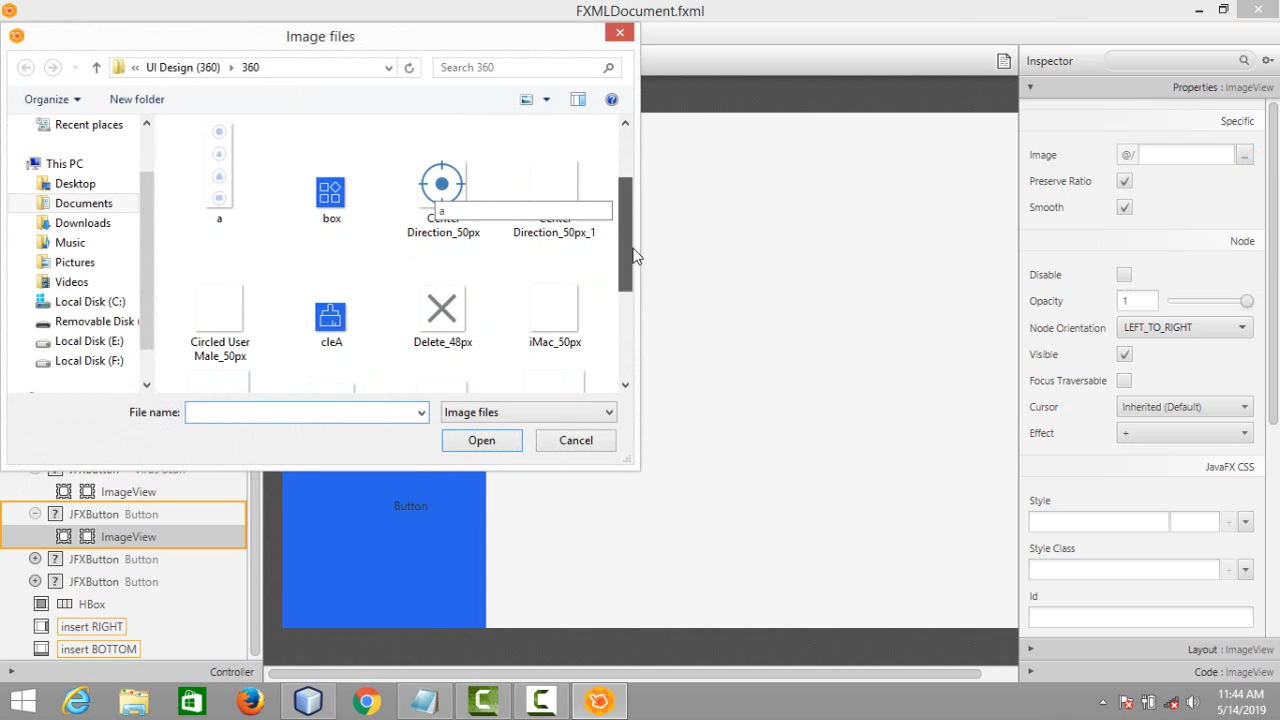 FXMLDocument.fxml
Image files
UI Design (360)
360
Search 360
Organize
New folder
Recent places
This PC
Desktop
Documents
Downloads
Music
Pictures
Videos
Local Disk (C:)
Removable Disk
Local Disk (E:)
Local Disk (F:)
a
box
Direction_50px
a
Direction_50px_1
Circled User
Male_50px
cleA
Delete_48px
iMac_50px
File name:
Image files
Open
Cancel
ImageView
JFXButton Button
ImageView
JFXButton Button
JFXButton Button
HBox
insert RIGHT
insert BOTTOM
Controller
Button
Inspector
Properties : ImageView
Specific
Image
@/
...
Preserve Ratio
Smooth
Node
Disable
Opacity
1
Node Orientation
LEFT_TO_RIGHT
Visible
Focus Traversable
Cursor
Inherited (Default)
Effect
+
JavaFX CSS
Style
Style Class
Id
Layout : ImageView
Code : ImageView
11:44 AM
5/14/2019